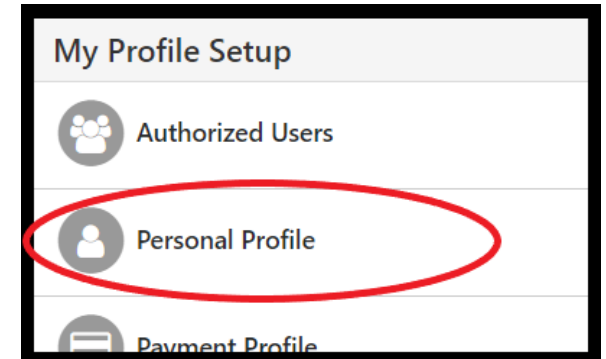 My Profile Setup
Authorized Users
Personal Profile
Payment Profile